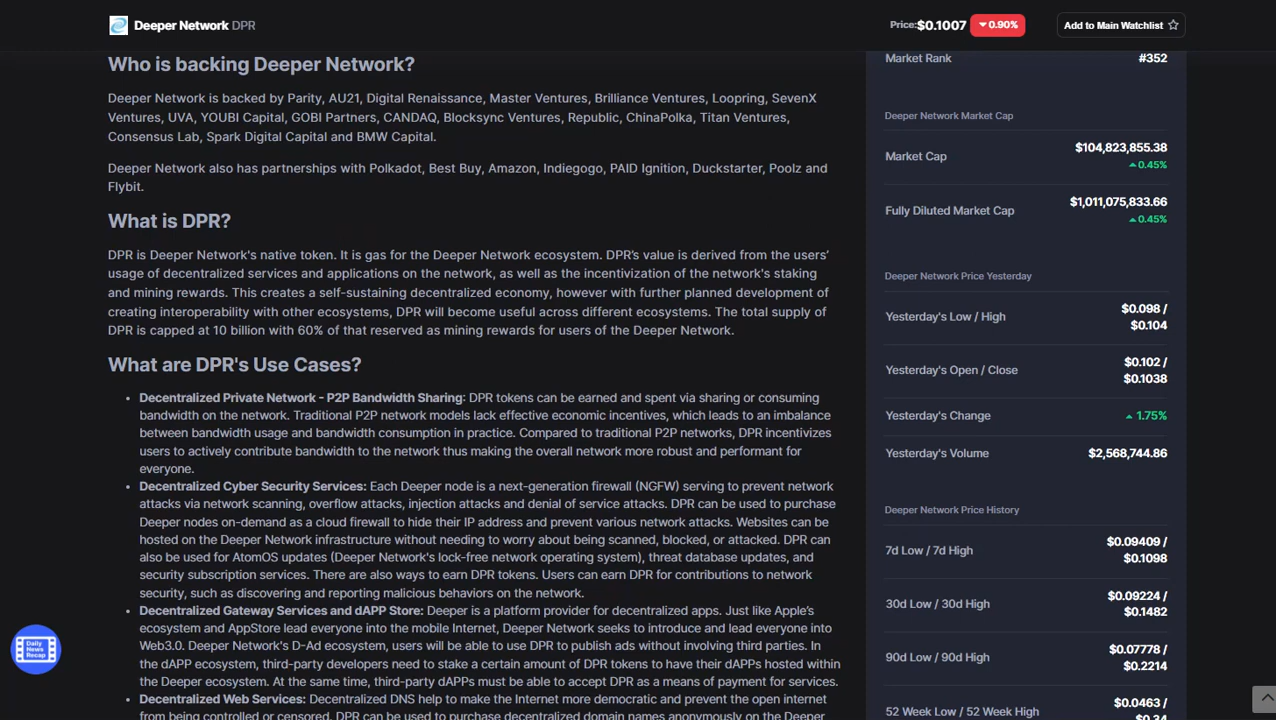 Deeper Network DPR
Price:$0.1007 0.90%
Add to Main Watchlist
Who is backing Deeper Network?
Deeper Network is backed by Parity, AU21, Digital Renaissance, Master Ventures, Brilliance Ventures, Loopring, SevenX
Ventures, UVA, YOUBI Capital, GOBI Partners, CANDAQ, Blocksync Ventures, Republic, ChinaPolka, Titan Ventures,
Consensus Lab, Spark Digital Capital and BMW Capital.
Deeper Network also has partnerships with Polkadot, Best Buy, Amazon, Indiegogo, PAID Ignition, Duckstarter, Poolz and
Flybit.
What is DPR?
DPR is Deeper Network's native token. It is gas for the Deeper Network ecosystem. DPR's value is derived from the users'
usage of decentralized services and applications on the network, as well as the incentivization of the network's staking
and mining rewards. This creates a self-sustaining decentralized economy, however with further planned development of
creating interoperability with other ecosystems, DPR will become useful across different ecosystems. The total supply of
DPR is capped at 10 billion with 60% of that reserved as mining rewards for users of the Deeper Network.
What are DPR's Use Cases?
• Decentralized Private Network - P2P Bandwidth Sharing: DPR tokens can be earned and spent via sharing or consuming
bandwidth on the network. Traditional P2P network models lack effective economic incentives, which leads to an imbalance
between bandwidth usage and bandwidth consumption in practice. Compared to traditional P2P networks, DPR incentivizes
users to actively contribute bandwidth to the network thus making the overall network more robust and performant for
everyone.
• Decentralized Cyber Security Services: Each Deeper node is a next-generation firewall (NGFW) serving to prevent network
attacks via network scanning, overflow attacks, injection attacks and denial of service attacks. DPR can be used to purchase
Deeper nodes on-demand as a cloud firewall to hide their IP address and prevent various network attacks. Websites can be
hosted on the Deeper Network infrastructure without needing to worry about being scanned, blocked, or attacked. DPR can
also be used for AtomOS updates (Deeper Network's lock-free network operating system), threat database updates, and
security subscription services. There are also ways to earn DPR tokens. Users can earn DPR for contributions to network
security, such as discovering and reporting malicious behaviors on the network.
• Decentralized Gateway Services and dAPP Store: Deeper is a platform provider for decentralized apps. Just like Apple's
ecosystem and AppStore lead everyone into the mobile Internet, Deeper Network seeks to introduce and lead everyone into
Web3.0. Deeper Network's D-Ad ecosystem, users will be able to use DPR to publish ads without involving third parties. In
the dAPP ecosystem, third-party developers need to stake a certain amount of DPR tokens to have their dAPPs hosted within
the Deeper ecosystem. At the same time, third-party dAPPs must be able to accept DPR as a means of payment for services.
• Decentralized Web Services: Decentralized DNS help to make the Internet more democratic and prevent the open internet
from being controlled or censored. DPR can be used to purchase decentralized domain names anonymously on the Deeper
Market Rank #352
Deeper Network Market Cap
Market Cap $104,823,855.38
0.45%
Fully Diluted Market Cap $1,011,075,833.66
0.45%
Deeper Network Price Yesterday
Yesterday's Low / High $0.098 /
$0.104
Yesterday's Open / Close $0.102 /
$0.1038
Yesterday's Change 1.75%
Yesterday's Volume $2,568,744.86
Deeper Network Price History
7d Low / 7d High $0.09409 /
$0.1098
30d Low / 30d High $0.09224 /
$0.1482
90d Low / 90d High $0.07778 /
$0.2214
52 Week Low / 52 Week High $0.0463 /
Daily
News
Recap